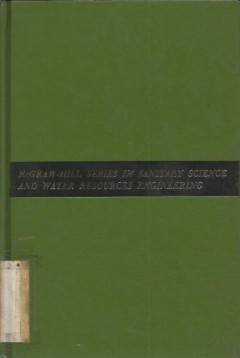 McGRAW-HILL SERIES IN SANITARY SCIENCE
AND WATER RESOURCES ENGINEERING